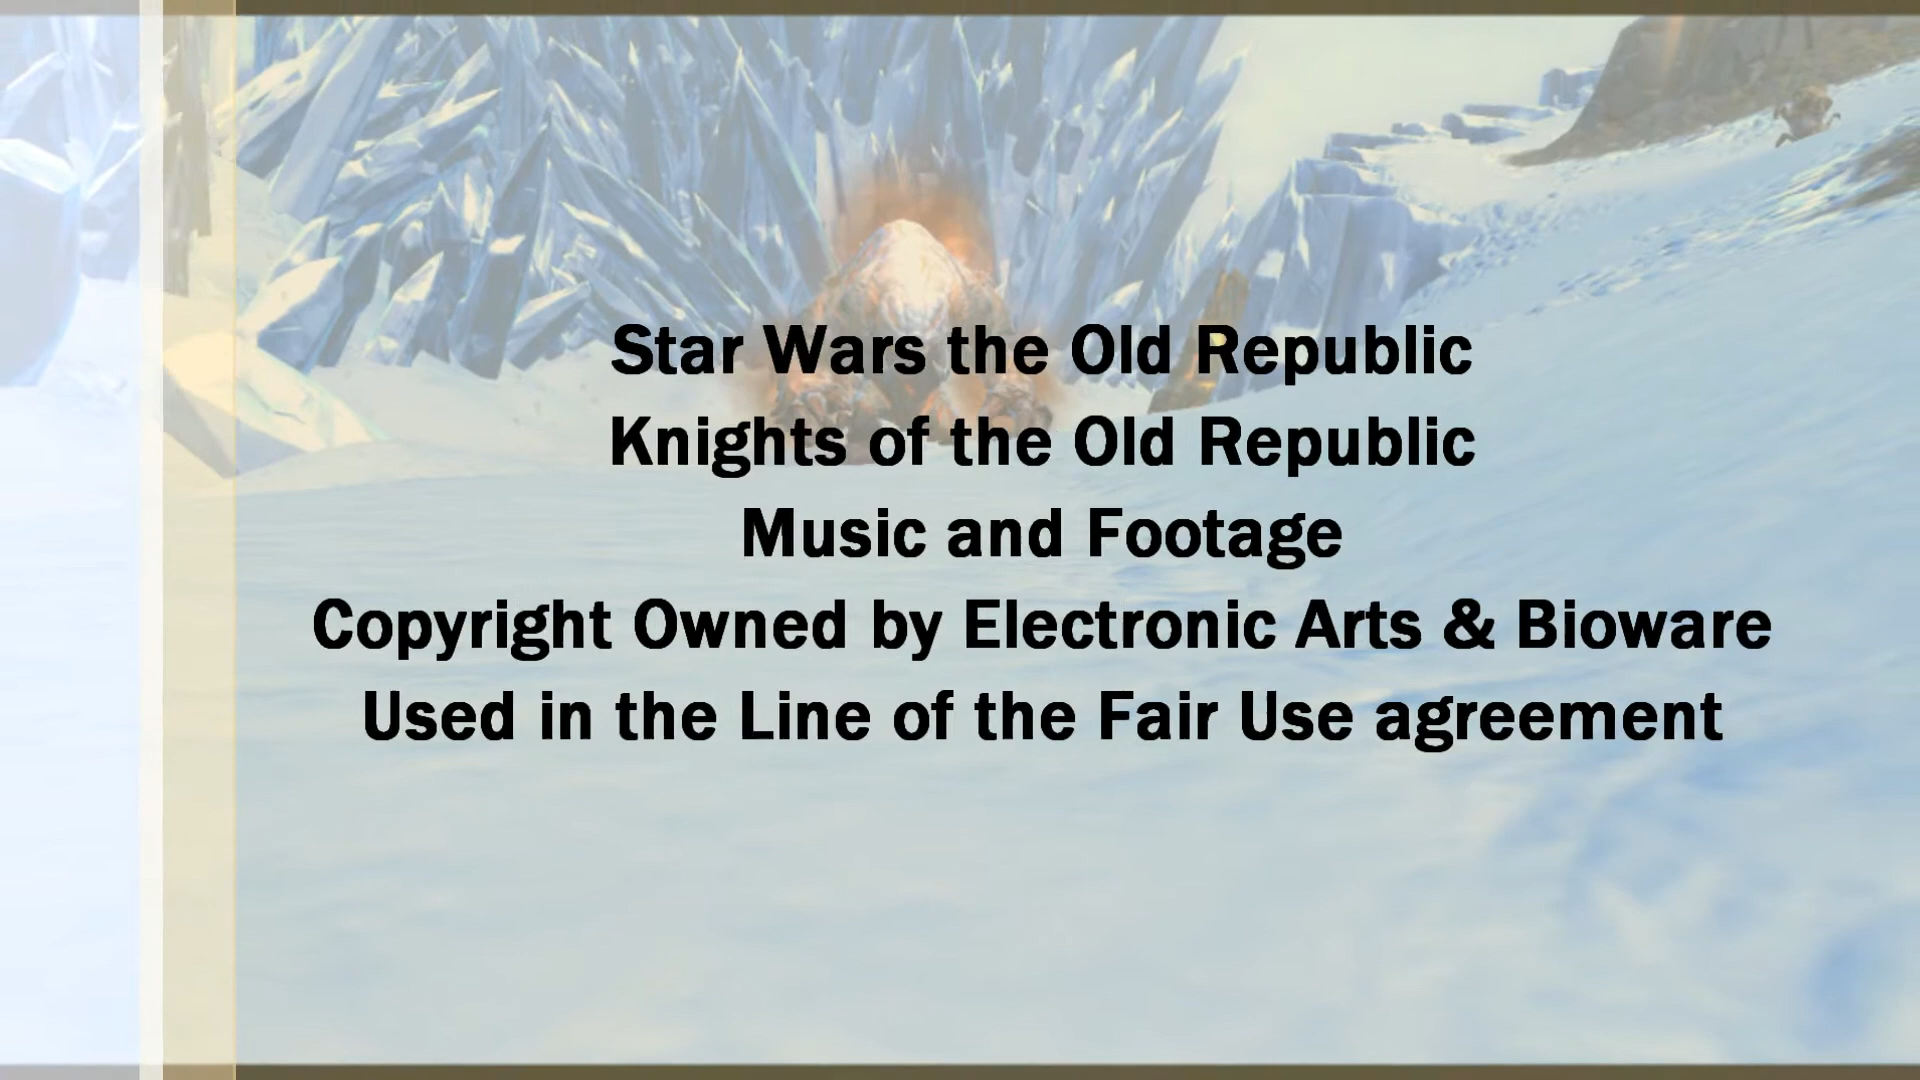 Star Wars the Old Republic
Knights of the Old Republic
Music and Footage
Copyright Owned by Electronic Arts & Bioware
Used in the Line of the Fair Use agreement